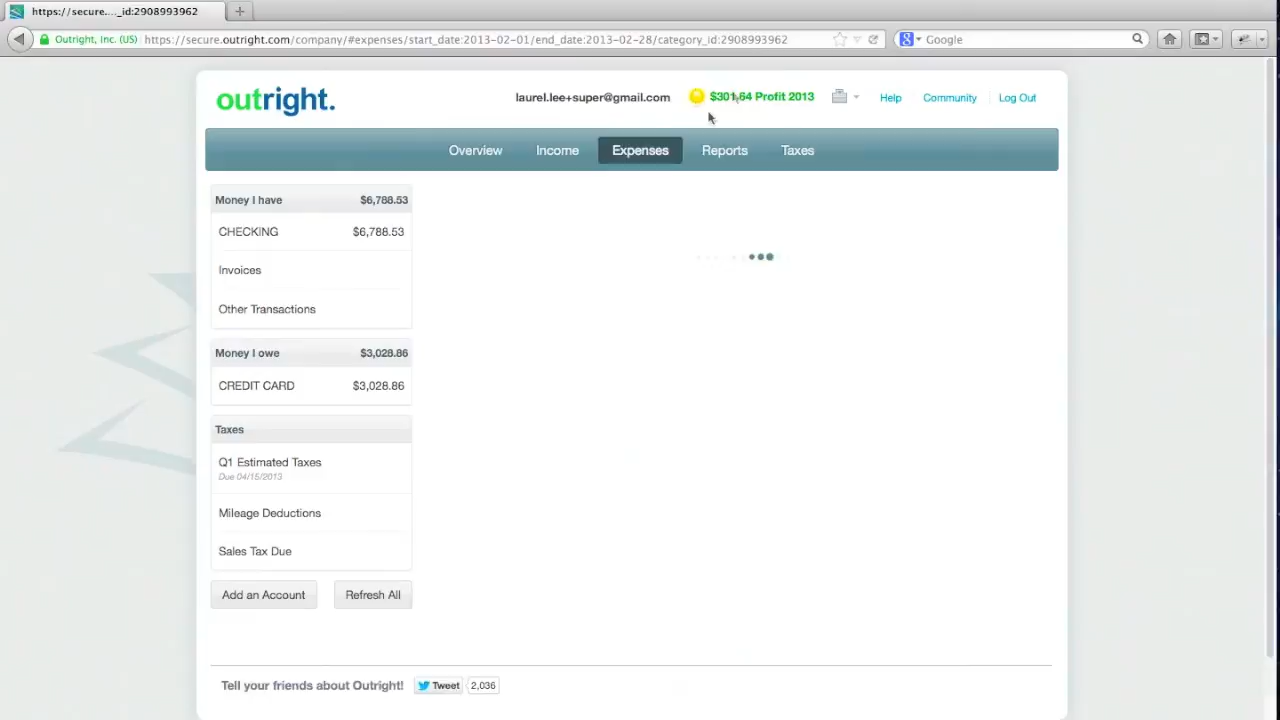 https://secure...._id:2908993962
Outright, Inc. (US) https://secure.outright.com/company/#expenses/start_date:2013-02-01/end_date:2013-02-28/category_id:2908993962
Google
outright.
laurel.lee+super@gmail.com
$301.64 Profit 2013
Help
Community
Log Out
Overview
Income
Expenses
Reports
Taxes
Money I have $6,788.53
CHECKING $6,788.53
Invoices
Other Transactions
Money I owe $3,028.86
CREDIT CARD $3,028.86
Taxes
Q1 Estimated Taxes
Due 04/15/2013
Mileage Deductions
Sales Tax Due
Add an Account
Refresh All
Tell your friends about Outright! Tweet 2,036